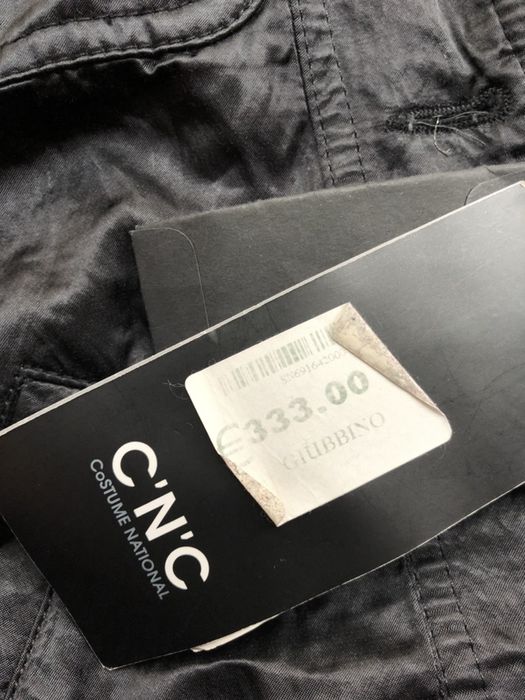 €333.00
GIUBBINO
C'N'C
CoSTUME NATIONAL